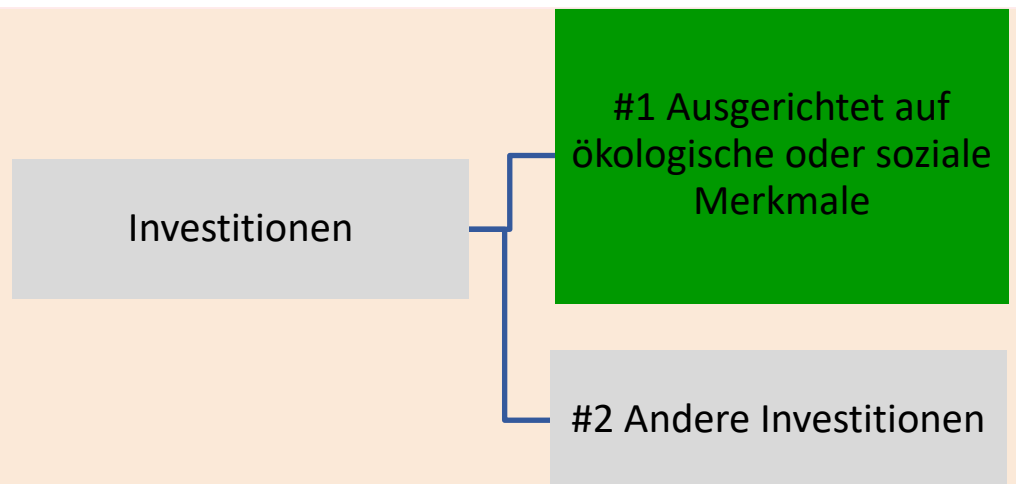 #1 Ausgerichtet auf
ökologische oder soziale
Merkmale
Investitionen
#2 Andere Investitionen